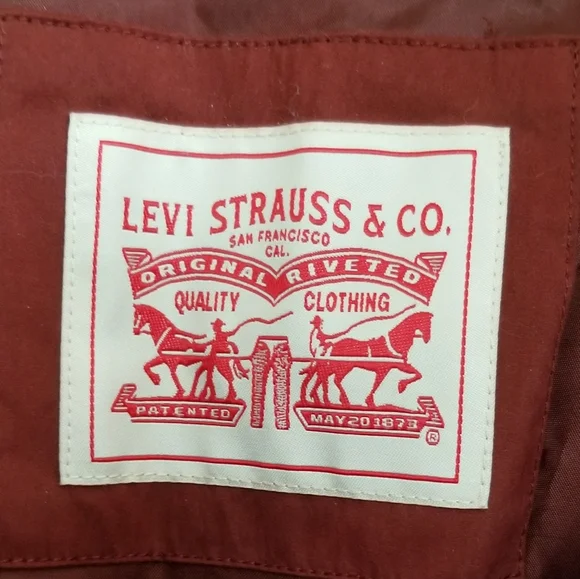 LEVI STRAUSS & CO.
SAN FRANCISCO
CAL.
ORIGINAL RIVETED
QUALITY CLOTHING
PATENTED MAY 20 1873
®